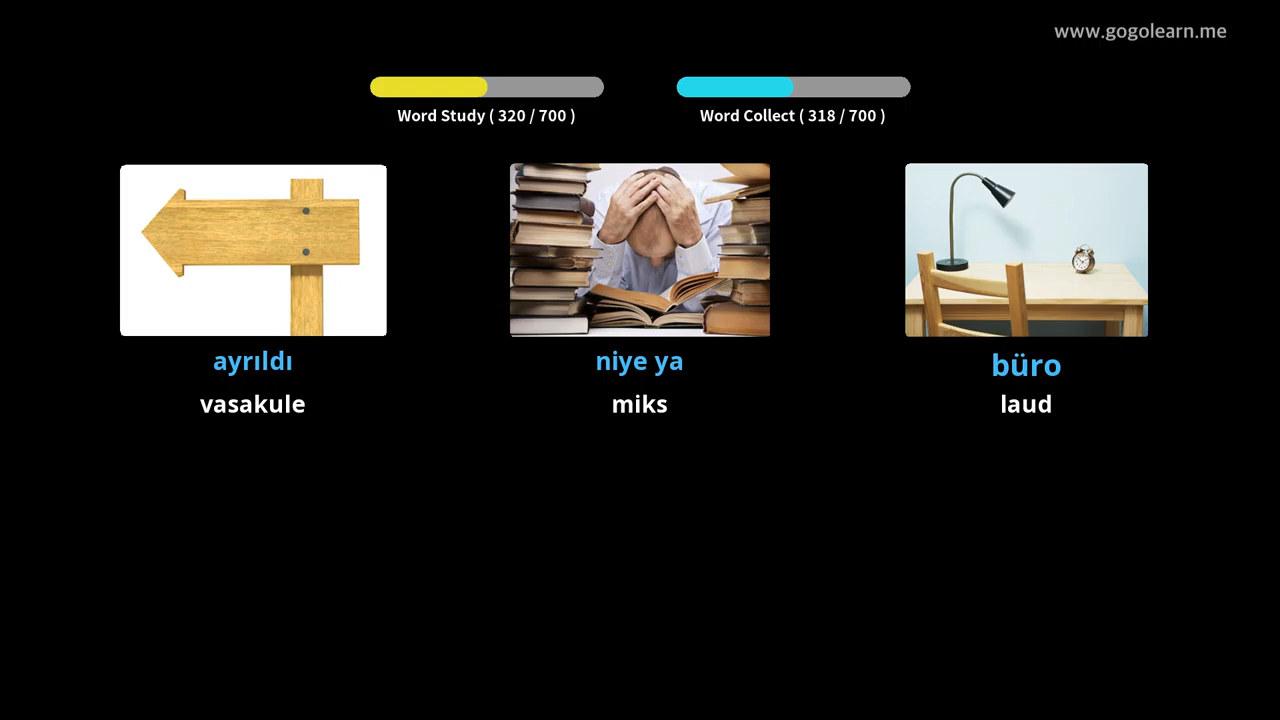 www.gogolearn.me
Word Study ( 320 / 700 )
Word Collect ( 318 / 700 )
ayrıldı
niye ya
büro
vasakule
miks
laud